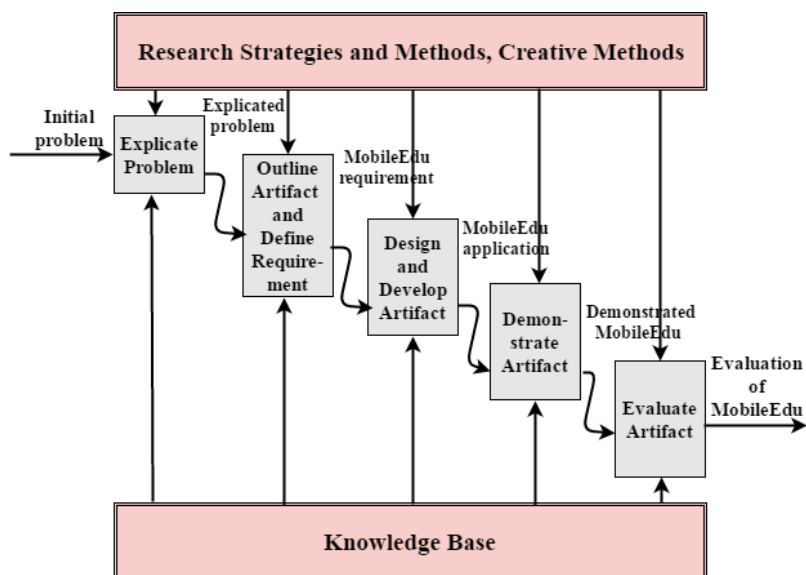 Research Strategies and Methods, Creative Methods
Initial
problem
Explicated
problem
Explicate
Problem
MobileEdu
requirement
Outline
Artifact
and
Define
Require-
ment
MobileEdu
application
Design
and
Develop
Artifact
Demonstrated
MobileEdu
Demon-
strate
Artifact
Evaluation
of
MobileEdu
Evaluate
Artifact
Knowledge Base